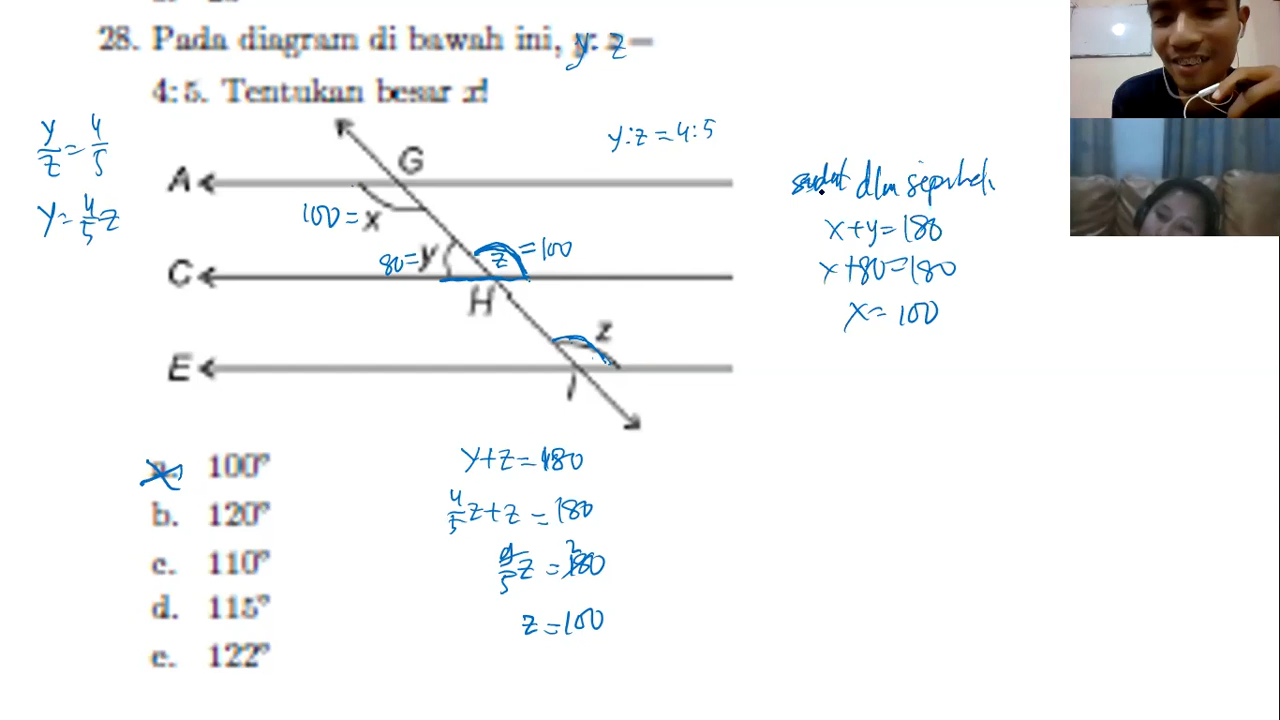 28. Pada diagram di bawah ini, y: z =
4:5. Tentukan besar x!
y/z = 4/5
y = 4/5 z
y:z = 4:5
G
A
100 = x
80 = y
z = 100
C
H
z
E
I
sudut dlm sepihak
x+y=180
x+80=180
x= 100
a. 100°
b. 120°
c. 110°
d. 115°
e. 122°
y+z=180
4/5 z+z = 180
9/5 z = 180
z=100